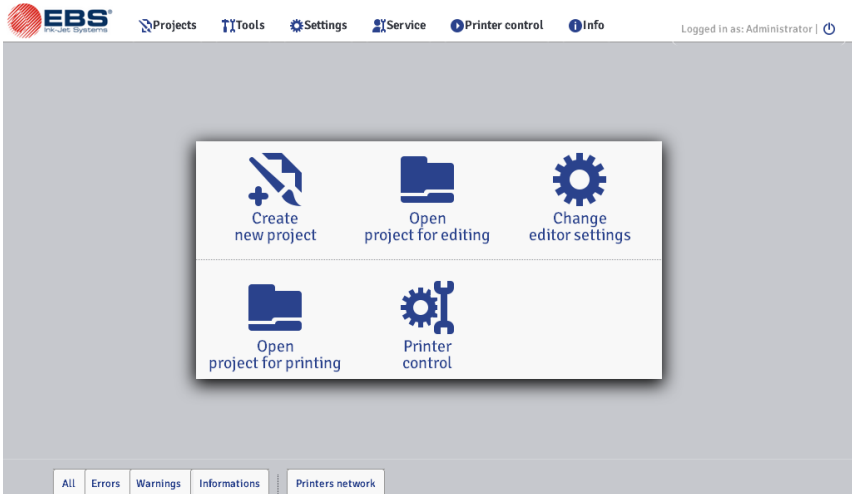 EBS®
Ink-Jet Systems
Projects Tools Settings Service Printer control Info
Logged in as: Administrator |
Create
new project
Open
project for editing
Change
editor settings
Open
project for printing
Printer
control
All Errors Warnings Informations Printers network